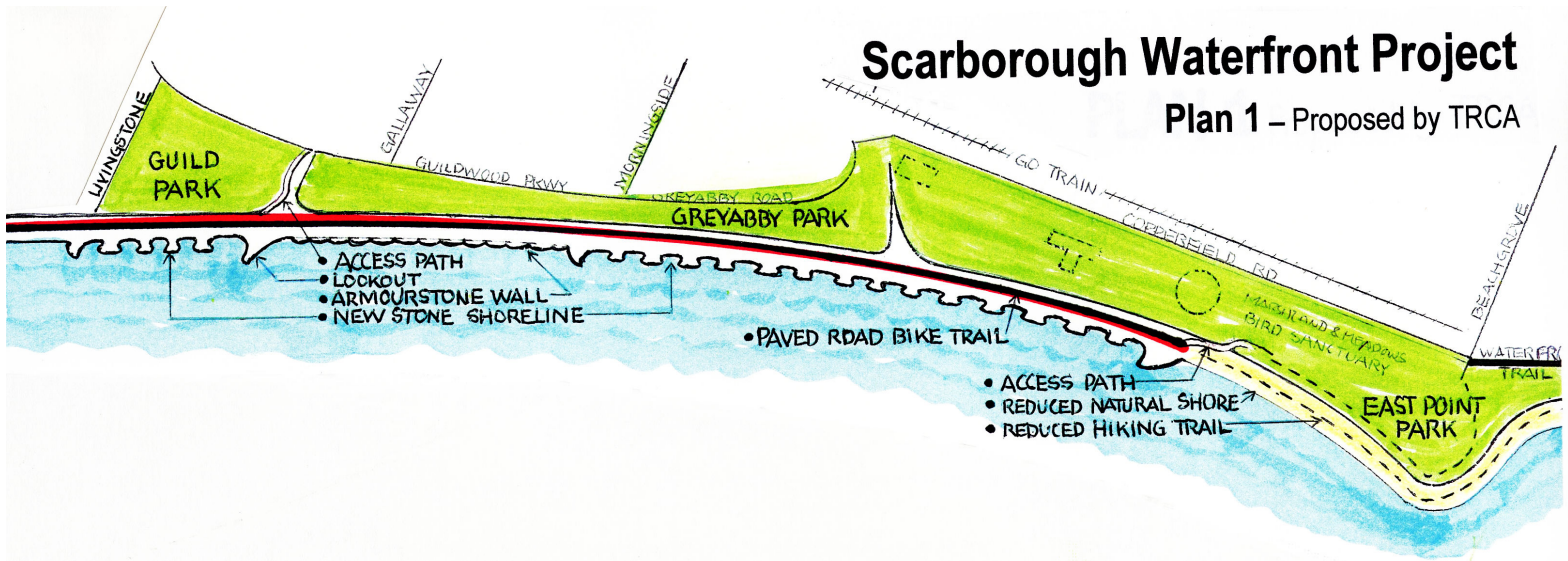 Scarborough Waterfront Project
Plan 1 – Proposed by TRCA
LIVINGSTONE
GALLAWAY
MORNINGSIDE
GUILD
PARK
GUILDWOOD PKWY
GREYABBY ROAD
GREYABBY PARK
GO TRAIN
COPPERFIELD RD
BEACHGROVE
• ACCESS PATH
• LOOKOUT
• ARMOURSTONE WALL
• NEW STONE SHORELINE
• PAVED ROAD BIKE TRAIL
MARSHLAND & MEADOWS
BIRD SANCTUARY
WATERFR
TRAIL
• ACCESS PATH
• REDUCED NATURAL SHORE
• REDUCED HIKING TRAIL
EAST POINT
PARK